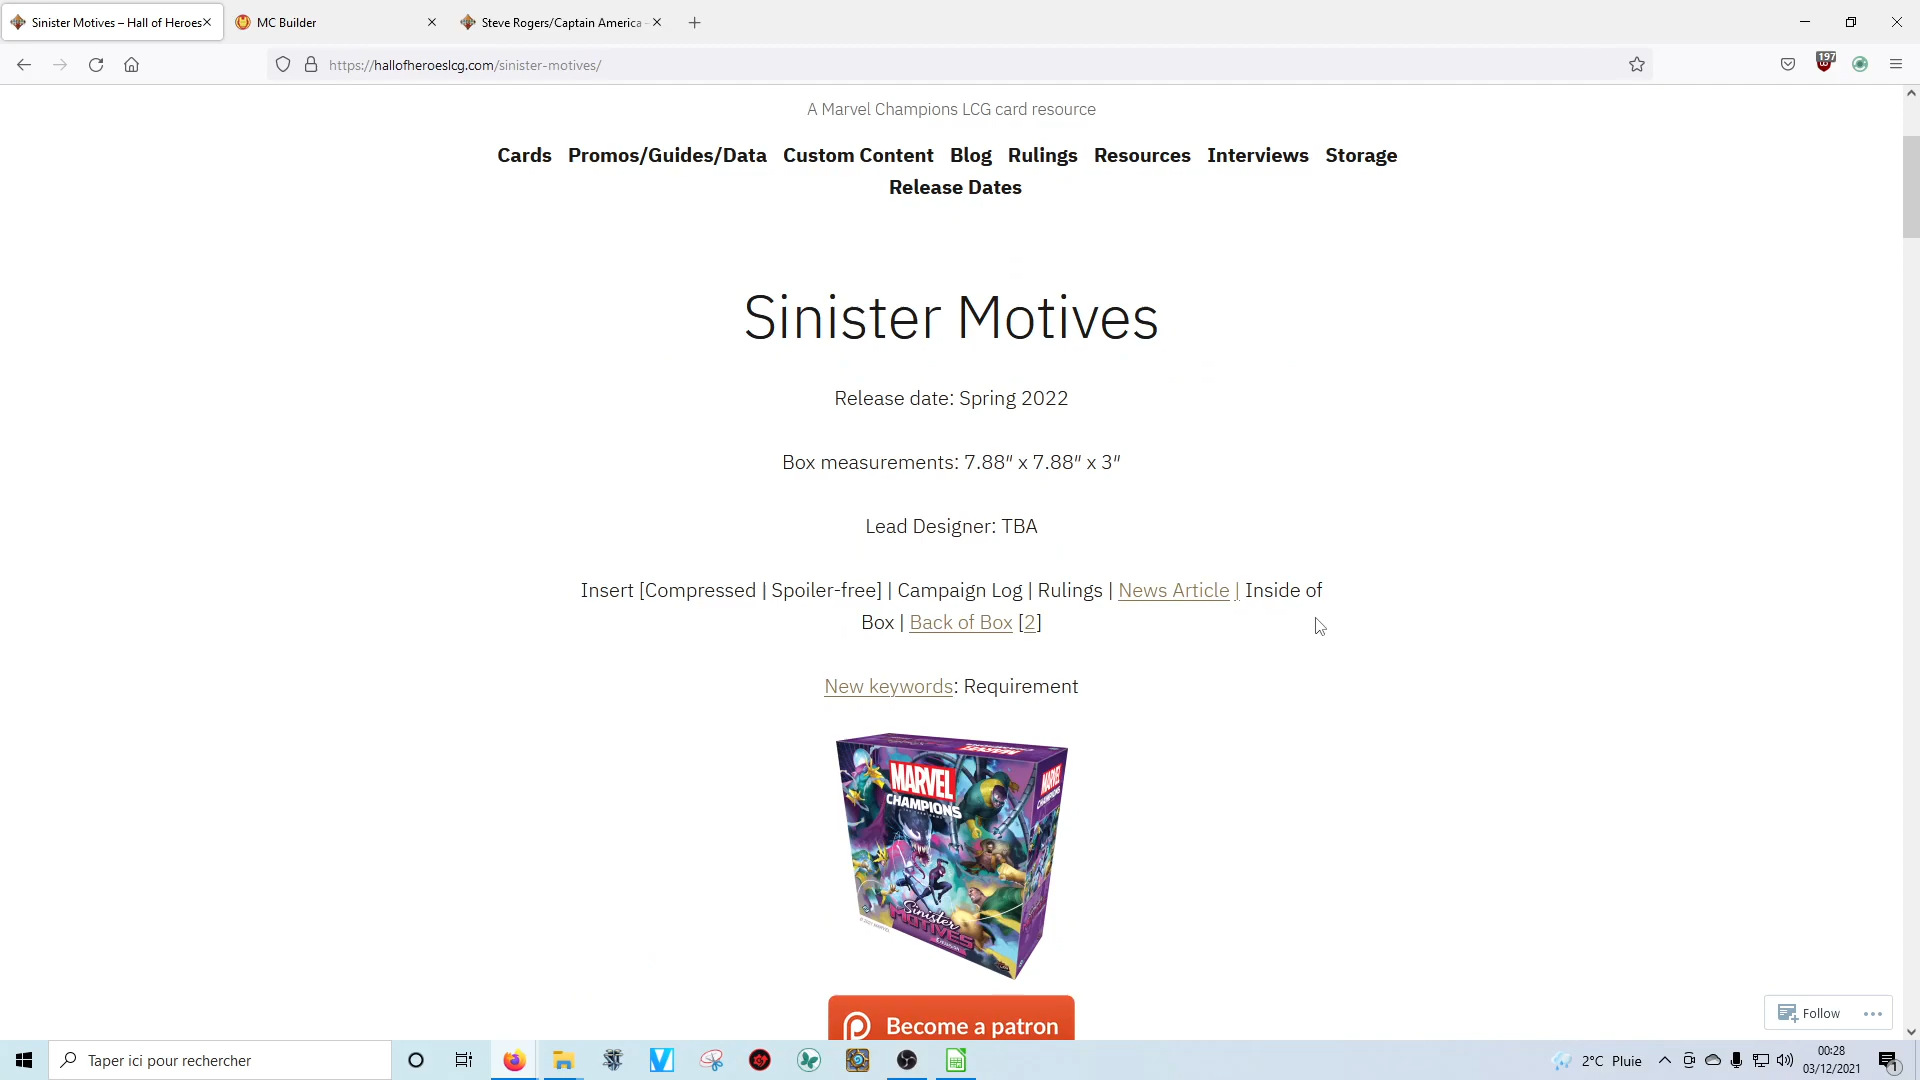 Sinister Motives – Hall of Heroes
MC Builder
Steve Rogers/Captain America
https://hallofheroeslcg.com/sinister-motives/
197
A Marvel Champions LCG card resource
Cards Promos/Guides/Data Custom Content Blog Rulings Resources Interviews Storage
Release Dates
Sinister Motives
Release date: Spring 2022
Box measurements: 7.88″ x 7.88″ x 3″
Lead Designer: TBA
Insert [Compressed | Spoiler-free] | Campaign Log | Rulings | News Article | Inside of
Box | Back of Box [2]
New keywords: Requirement
MARVEL
CHAMPIONS
Sinister
MOTIVES
Become a patron
Follow
Taper ici pour rechercher
2°C Pluie
00:28
03/12/2021
1